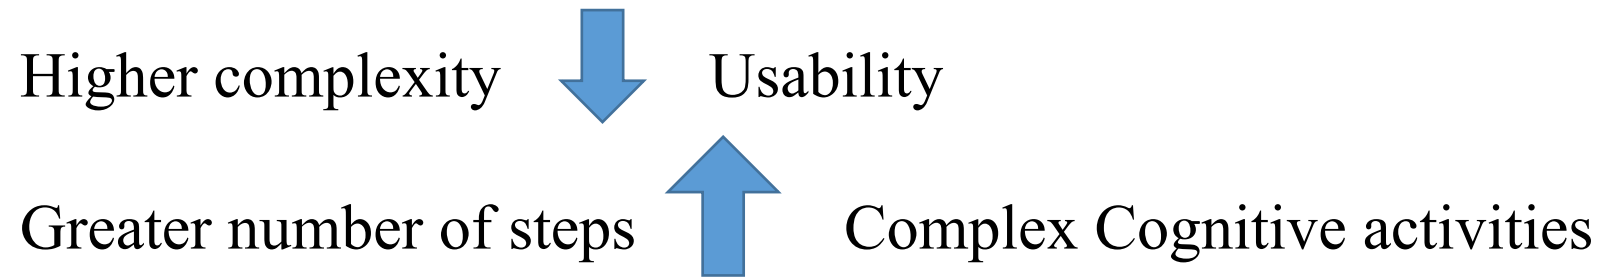 Higher complexity Usability
Greater number of steps Complex Cognitive activities